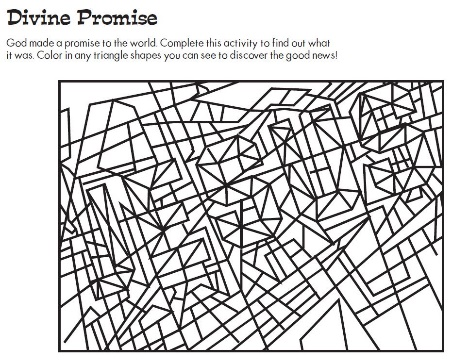 Divine Promise
God made a promise to the world. Complete this activity to find out what
it was. Color in any triangle shapes you can see to discover the good news!